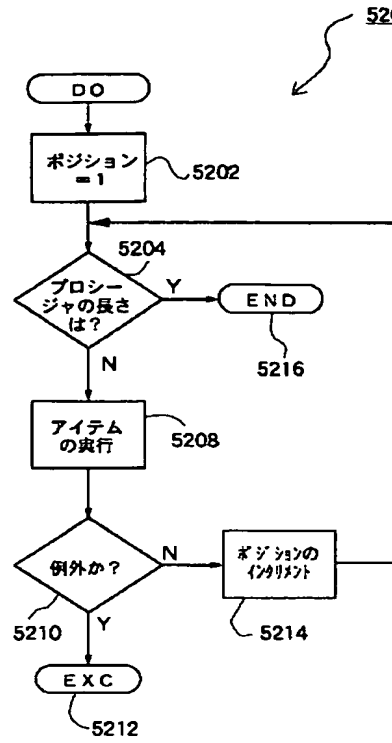 DO
ポジション
＝1
5202
5204
プロシー
ジャの長さ
は？
Y
END
5216
N
アイテム
の実行
5208
例外か？
N
ポジションの
インタリメント
5210
Y
5214
EXC
5212